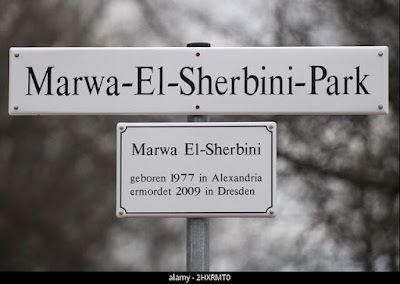 Marwa-El-Sherbini-Park
Marwa El-Sherbini
geboren 1977 in Alexandria
ermordet 2009 in Dresden
alamy - 2HXRMT0